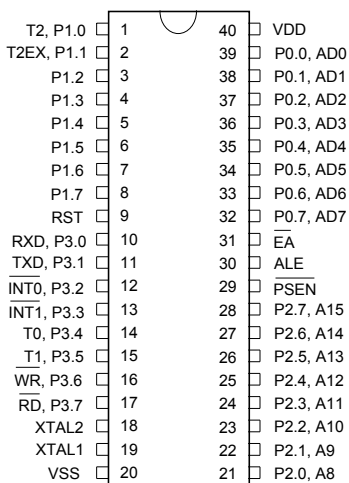 T2, P1.0 1 40 VDD
T2EX, P1.1 2 39 P0.0, AD0
P1.2 3 38 P0.1, AD1
P1.3 4 37 P0.2, AD2
P1.4 5 36 P0.3, AD3
P1.5 6 35 P0.4, AD4
P1.6 7 34 P0.5, AD5
P1.7 8 33 P0.6, AD6
RST 9 32 P0.7, AD7
RXD, P3.0 10 31 EA
TXD, P3.1 11 30 ALE
INT0, P3.2 12 29 PSEN
INT1, P3.3 13 28 P2.7, A15
T0, P3.4 14 27 P2.6, A14
T1, P3.5 15 26 P2.5, A13
WR, P3.6 16 25 P2.4, A12
RD, P3.7 17 24 P2.3, A11
XTAL2 18 23 P2.2, A10
XTAL1 19 22 P2.1, A9
VSS 20 21 P2.0, A8